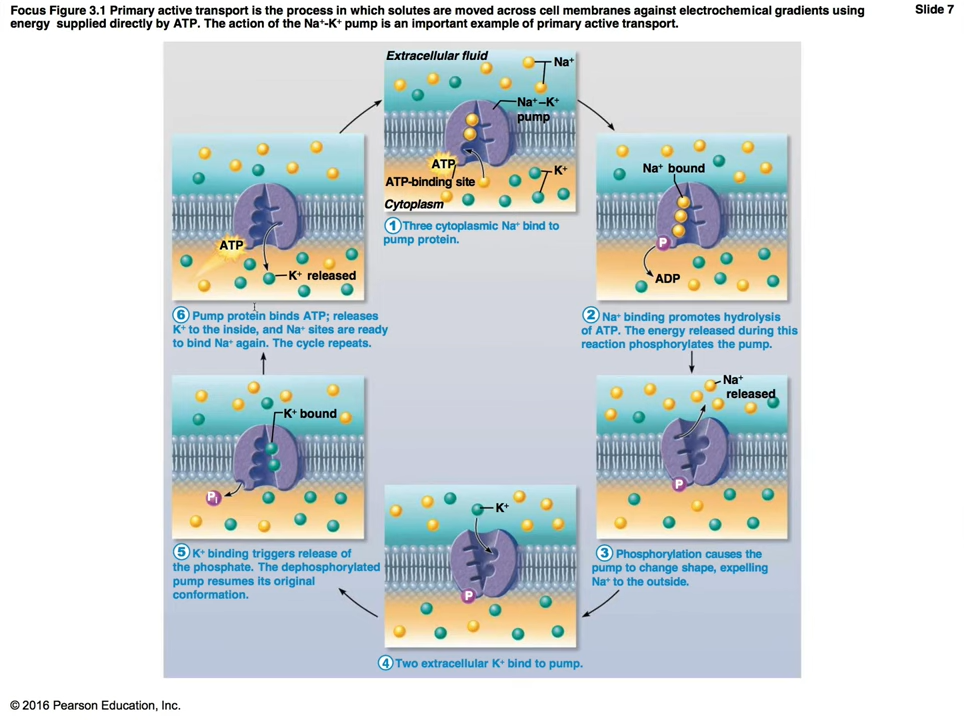 Focus Figure 3.1 Primary active transport is the process in which solutes are moved across cell membranes against electrochemical gradients using
energy supplied directly by ATP. The action of the Na⁺-K⁺ pump is an important example of primary active transport.
Slide 7
Extracellular fluid
Na⁺
Na⁺–K⁺
pump
ATP
ATP-binding site
K⁺
Cytoplasm
1 Three cytoplasmic Na⁺ bind to
pump protein.
Na⁺ bound
P
ADP
2 Na⁺ binding promotes hydrolysis
of ATP. The energy released during this
reaction phosphorylates the pump.
Na⁺
released
P
3 Phosphorylation causes the
pump to change shape, expelling
Na⁺ to the outside.
K⁺
P
4 Two extracellular K⁺ bind to pump.
K⁺ bound
Pi
5 K⁺ binding triggers release of
the phosphate. The dephosphorylated
pump resumes its original
conformation.
ATP
K⁺ released
6 Pump protein binds ATP; releases
K⁺ to the inside, and Na⁺ sites are ready
to bind Na⁺ again. The cycle repeats.
© 2016 Pearson Education, Inc.